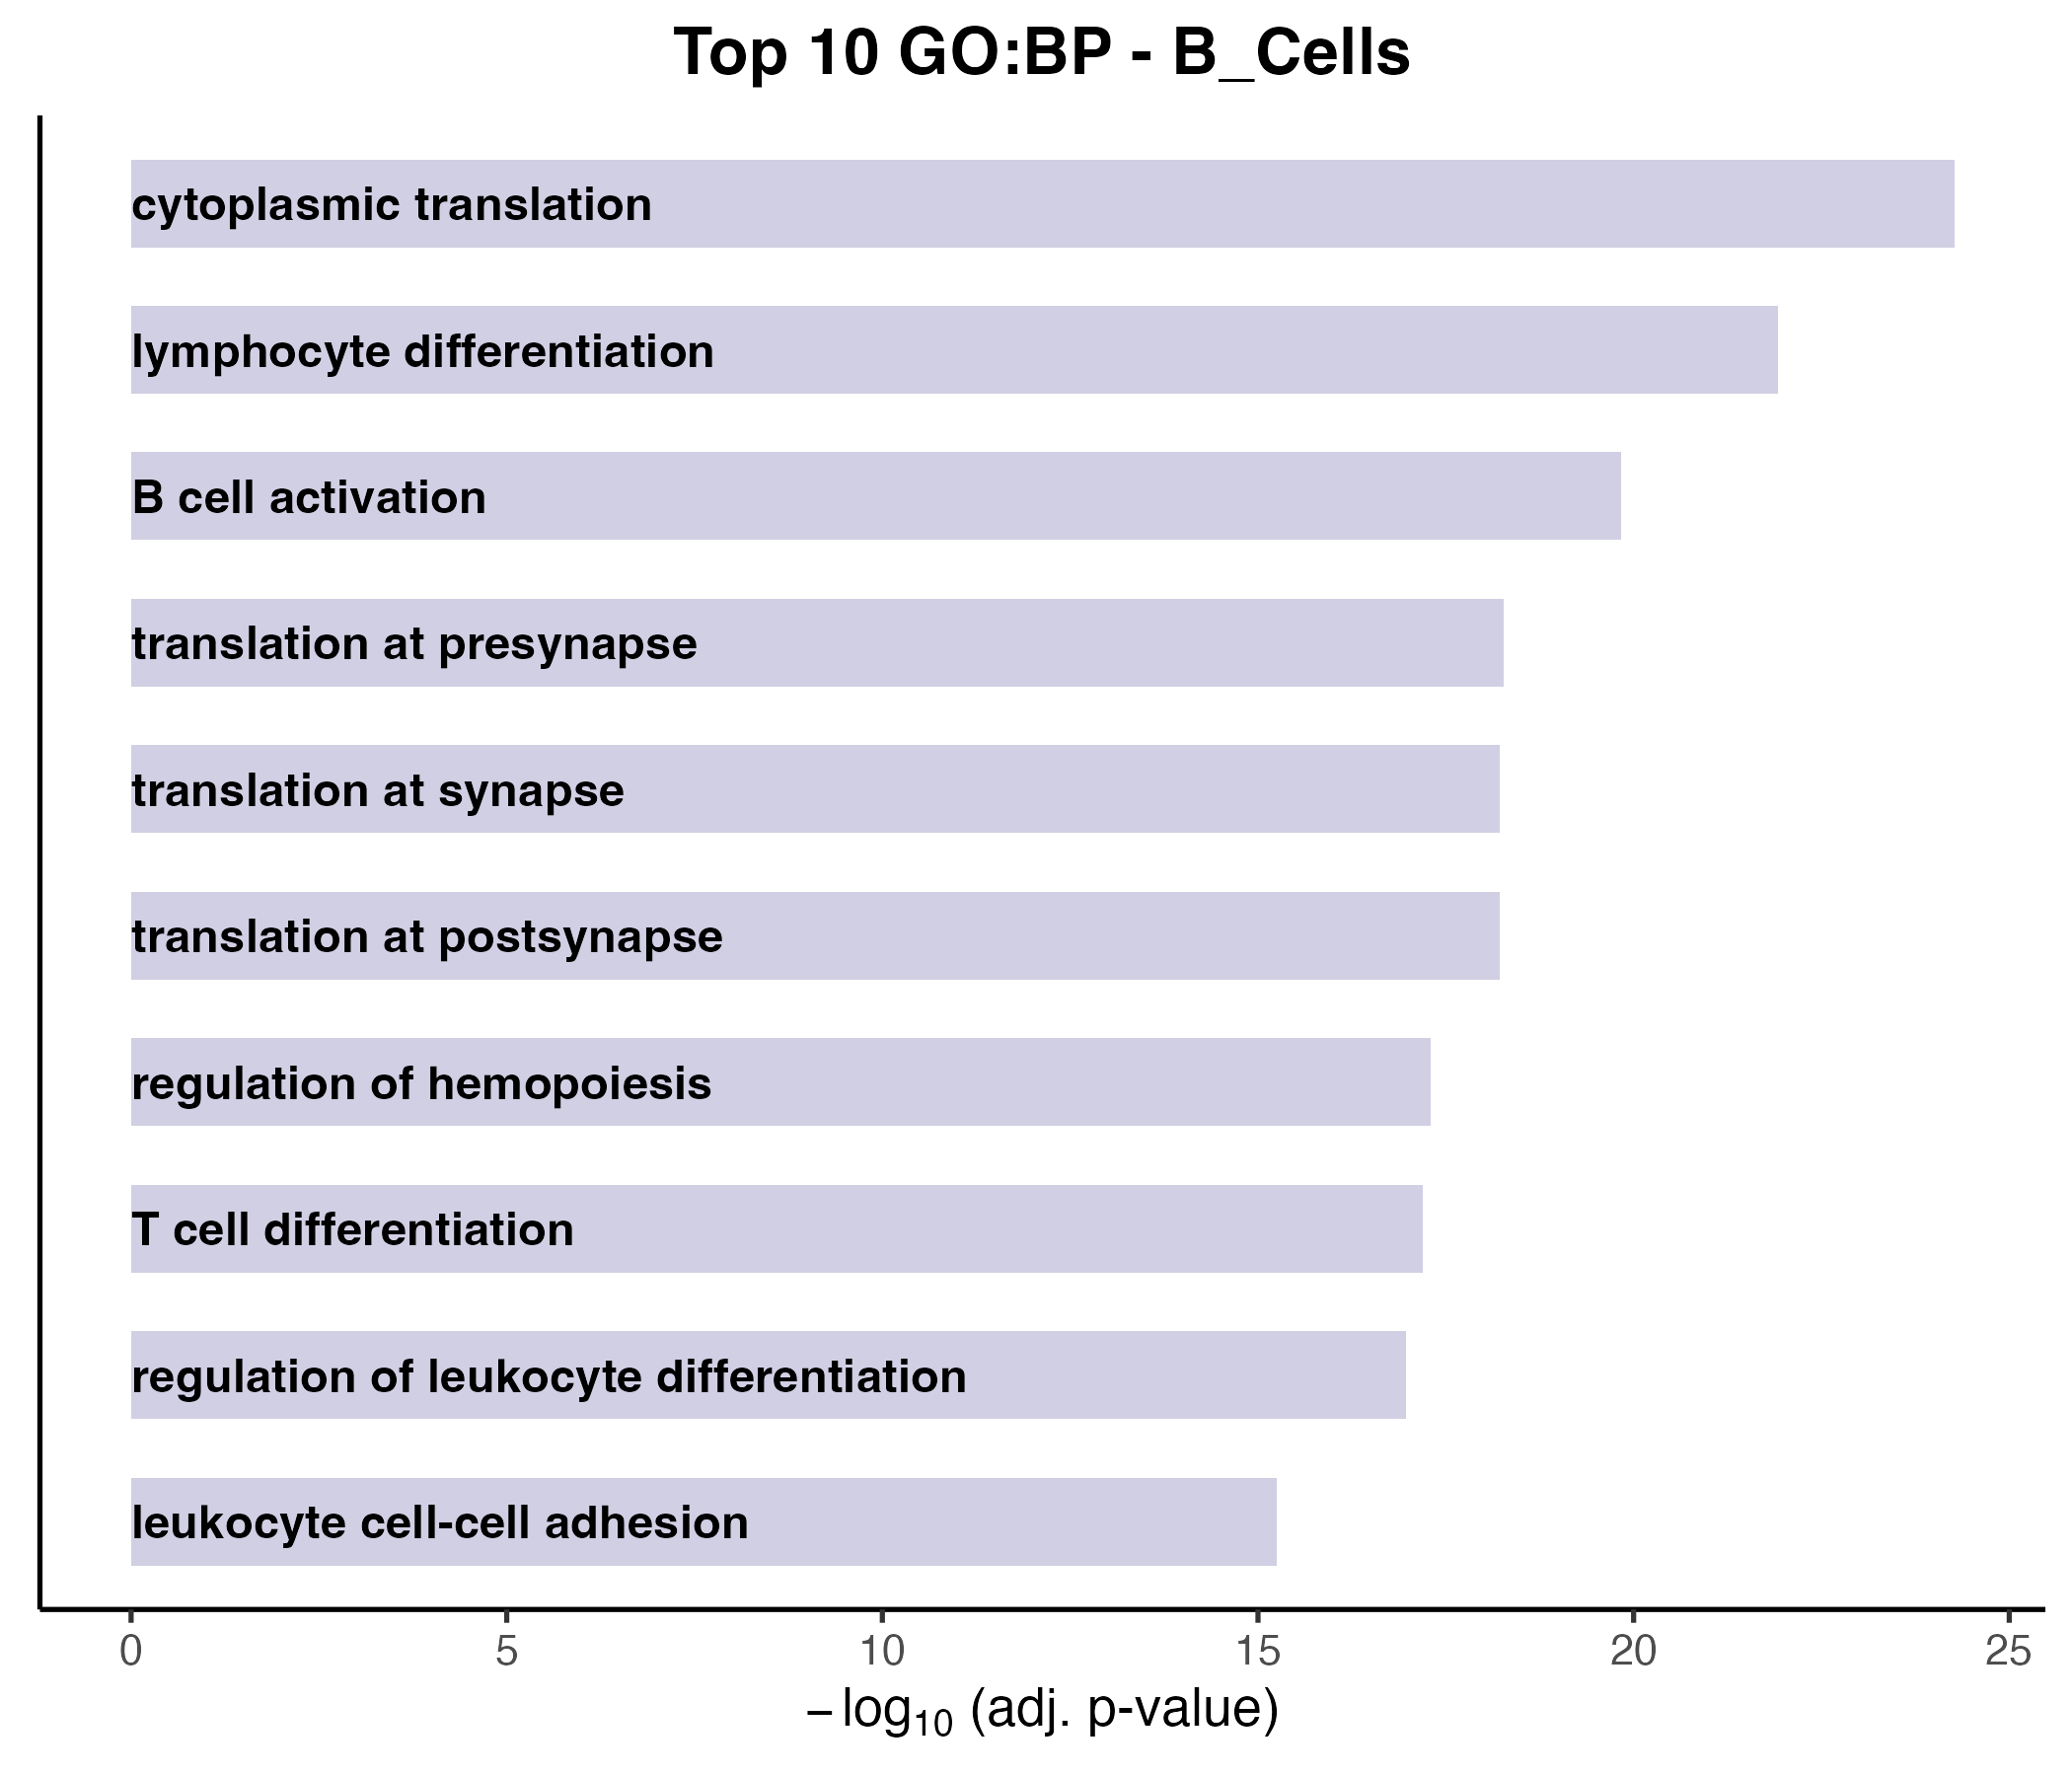 Top 10 GO:BP - B_Cells
cytoplasmic translation
lymphocyte differentiation
B cell activation
translation at presynapse
translation at synapse
translation at postsynapse
regulation of hemopoiesis
T cell differentiation
regulation of leukocyte differentiation
leukocyte cell-cell adhesion
0 5 10 15 20 25
−log₁₀ (adj. p-value)